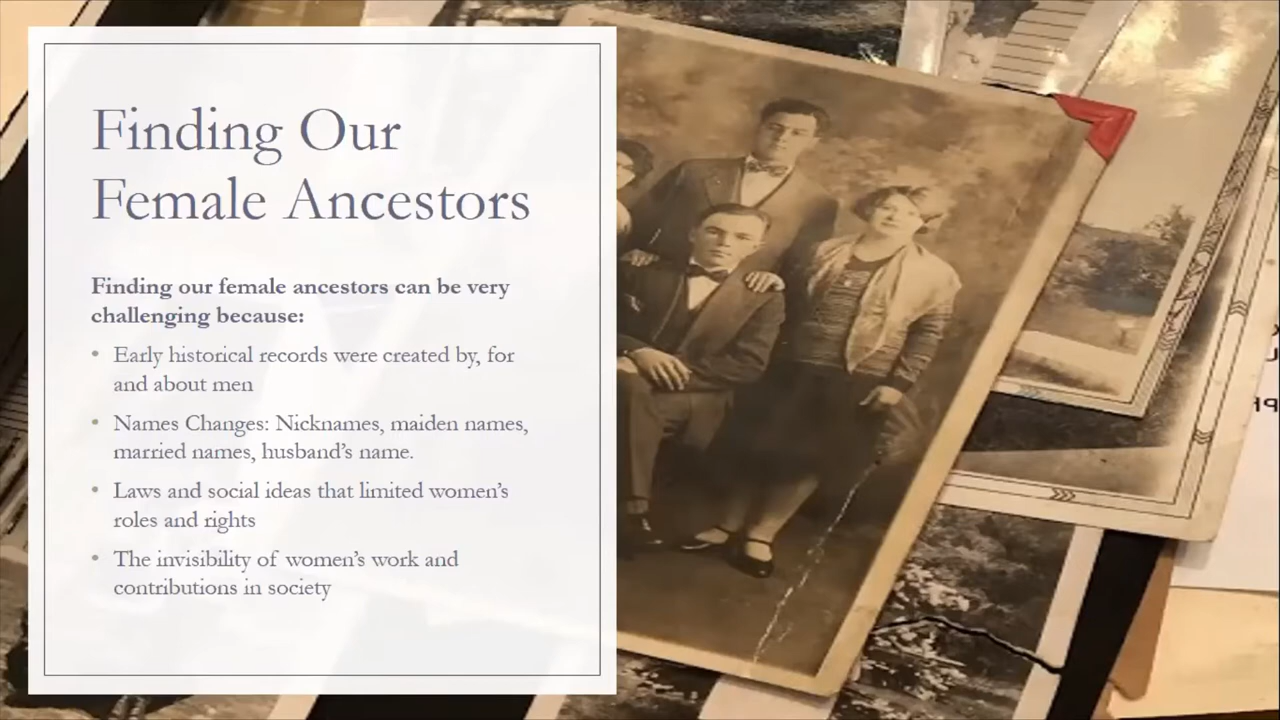 Finding Our
Female Ancestors
Finding our female ancestors can be very
challenging because:
• Early historical records were created by, for
and about men
• Names Changes: Nicknames, maiden names,
married names, husband's name.
• Laws and social ideas that limited women's
roles and rights
• The invisibility of women's work and
contributions in society